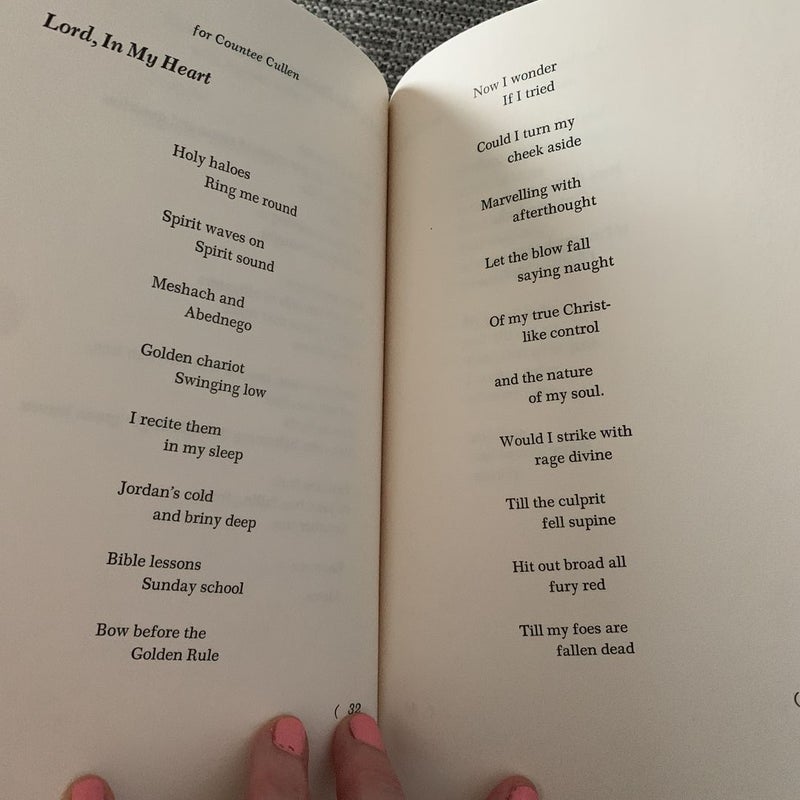 Lord, In My Heart
for Countee Cullen
Holy haloes
Ring me round
Spirit waves on
Spirit sound
Meshach and
Abednego
Golden chariot
Swinging low
I recite them
in my sleep
Jordan's cold
and briny deep
Bible lessons
Sunday school
Bow before the
Golden Rule
( 32
Now I wonder
If I tried
Could I turn my
cheek aside
Marvelling with
afterthought
Let the blow fall
saying naught
Of my true Christ-
like control
and the nature
of my soul.
Would I strike with
rage divine
Till the culprit
fell supine
Hit out broad all
fury red
Till my foes are
fallen dead